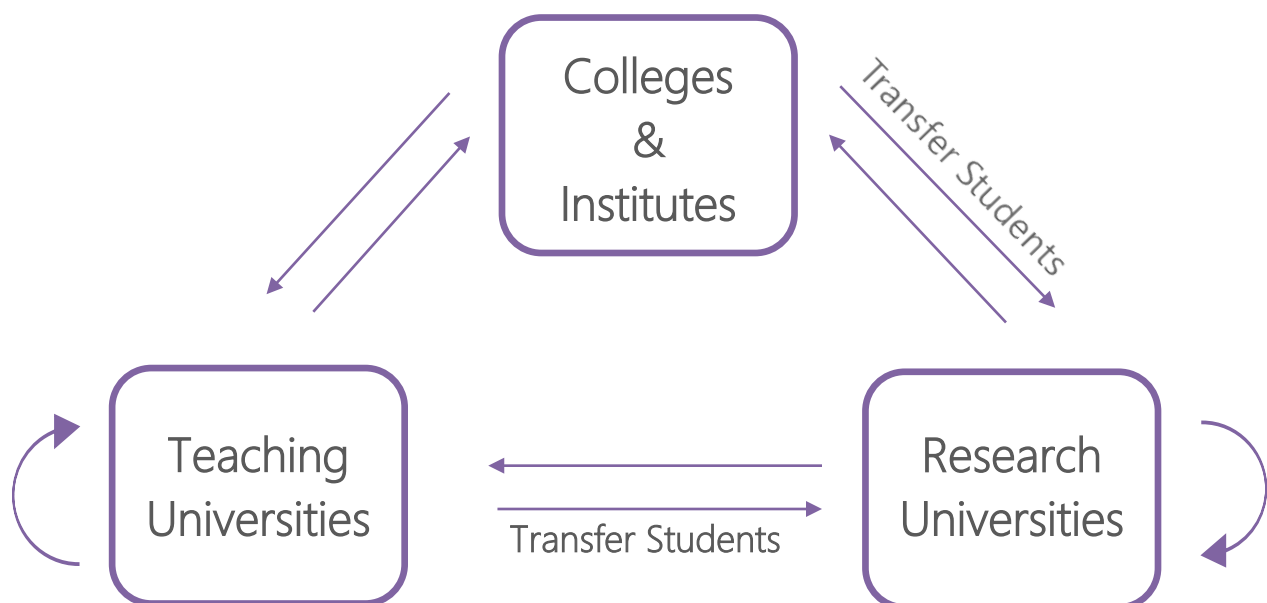 Colleges
&
Institutes
Transfer Students
Teaching
Universities
Research
Universities
Transfer Students